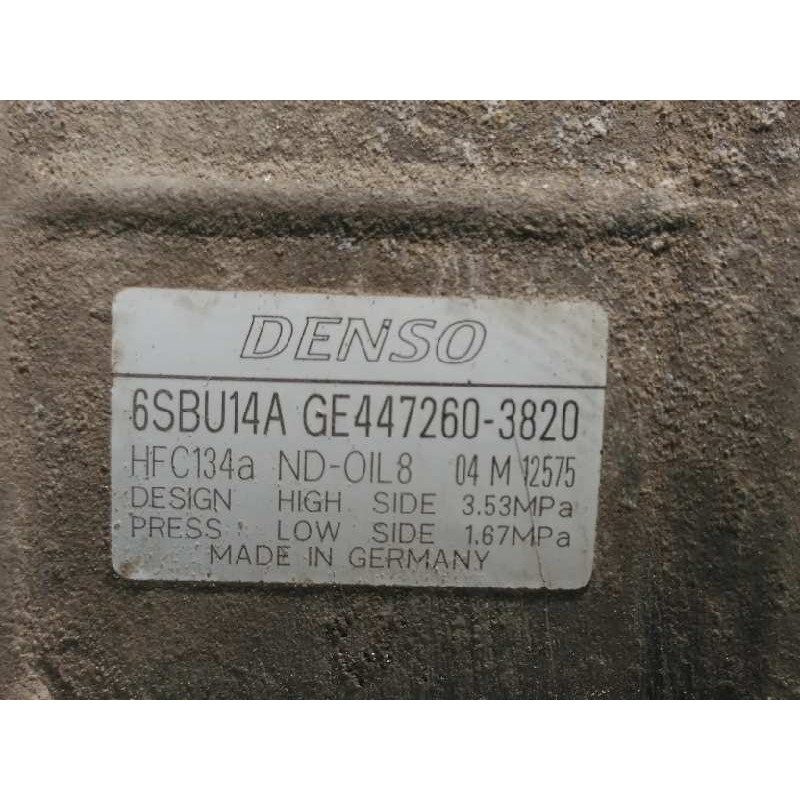 DENSO
6SBU14A GE447260-3820
HFC134a ND-OIL8 04 M 12575
DESIGN HIGH SIDE 3.53MPa
PRESS LOW SIDE 1.67MPa
MADE IN GERMANY